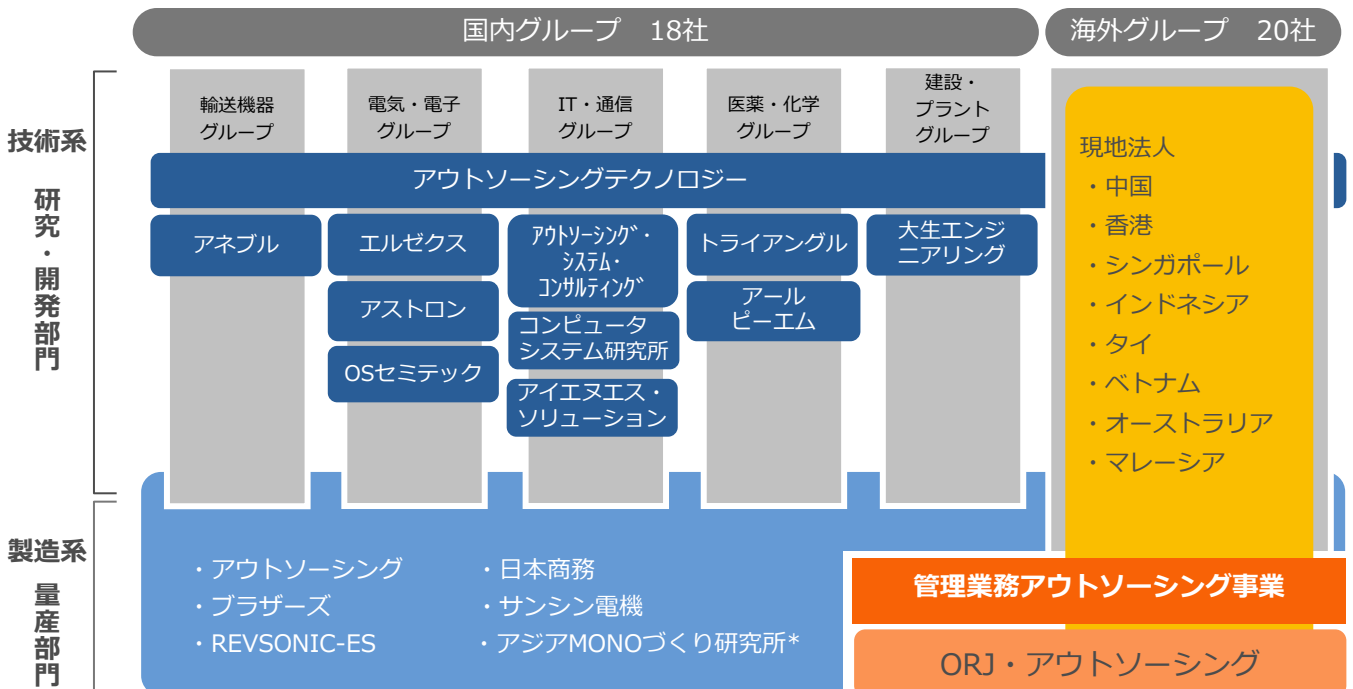 国内グループ　18社
海外グループ　20社
技術系
研究・開発部門
輸送機器
グループ
電気・電子
グループ
IT・通信
グループ
医薬・化学
グループ
建設・
プラント
グループ
アウトソーシングテクノロジー
アネブル
エルゼクス
アストロン
OSセミテック
ｱｳﾄｿｰｼﾝｸﾞ・
ｼｽﾃﾑ・
ｺﾝｻﾙﾃｨﾝｸﾞ
コンピュータ
システム研究所
アイエヌエス・
ソリューション
トライアングル
アール
ピーエム
大生エンジ
ニアリング
現地法人
・中国
・香港
・シンガポール
・インドネシア
・タイ
・ベトナム
・オーストラリア
・マレーシア
製造系
量産部門
・アウトソーシング
・ブラザーズ
・REVSONIC-ES
・日本商務
・サンシン電機
・アジアMONOづくり研究所*
管理業務アウトソーシング事業
ORJ・アウトソーシング